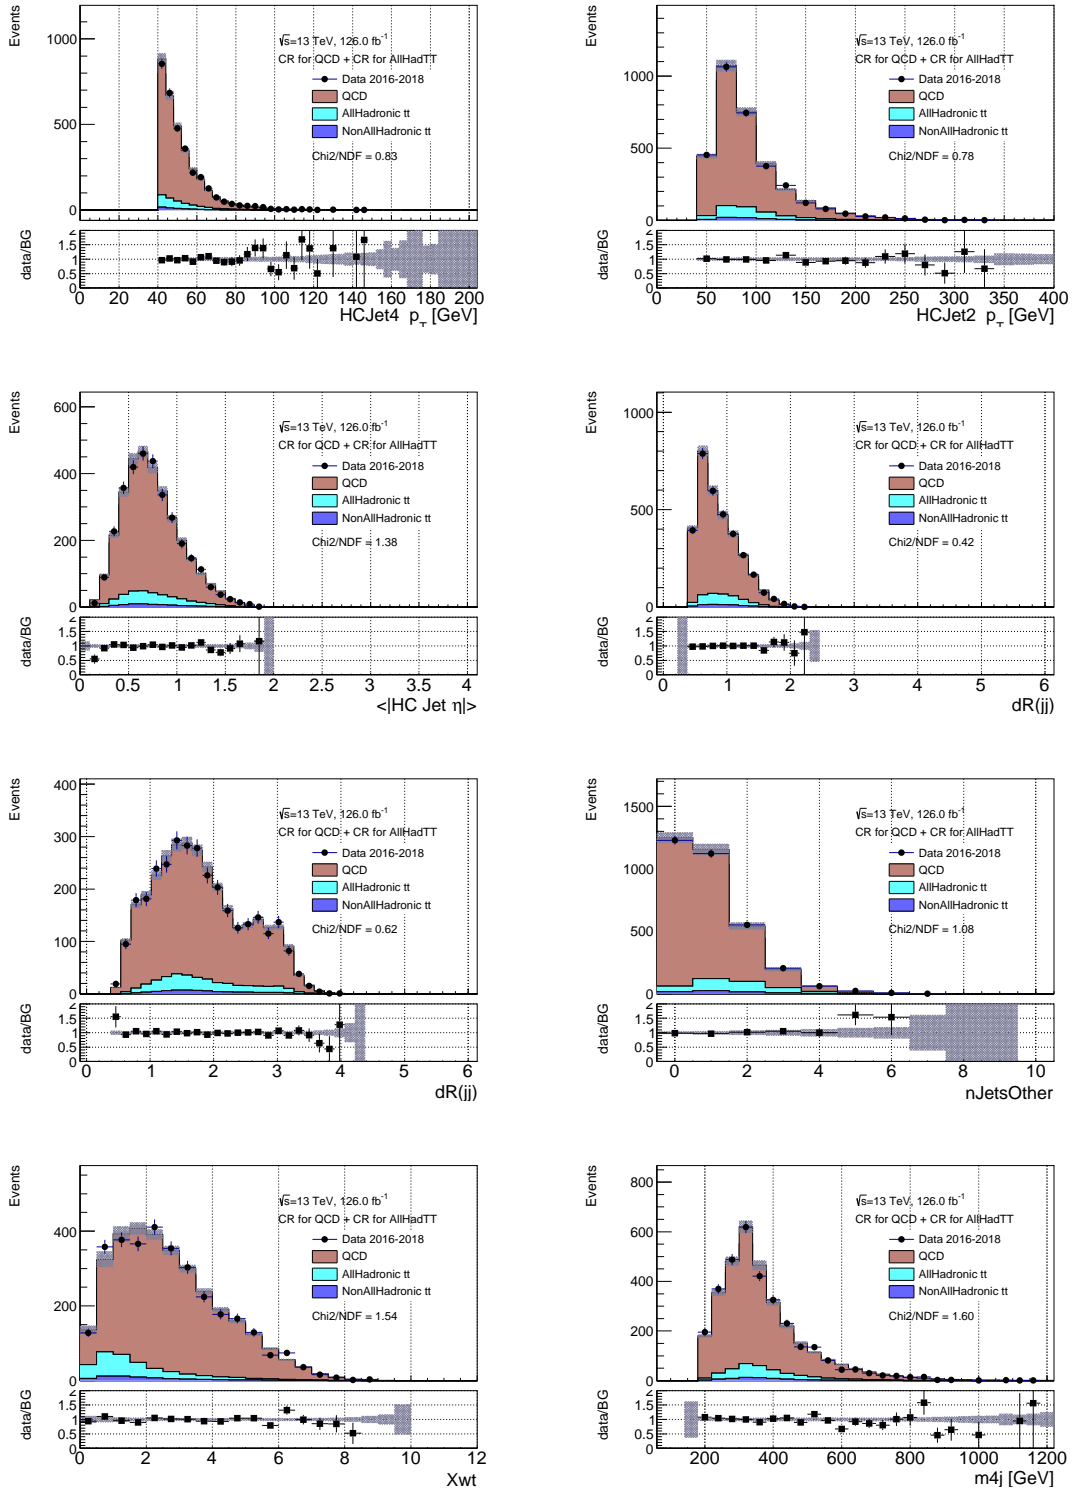 Events
1000
500
0
√s=13 TeV, 126.0 fb-1
CR for QCD + CR for AllHadTT
Data 2016-2018
QCD
AllHadronic tt
NonAllHadronic tt
Chi2/NDF = 0.83
data/BG
2
1.5
1
0.5
0
0 20 40 60 80 100 120 140 160 180 200
HCJet4 p_T [GeV]
Events
1000
500
0
√s=13 TeV, 126.0 fb-1
CR for QCD + CR for AllHadTT
Data 2016-2018
QCD
AllHadronic tt
NonAllHadronic tt
Chi2/NDF = 0.78
data/BG
2
1.5
1
0.5
0
0 50 100 150 200 250 300 350 400
HCJet2 p_T [GeV]
Events
600
400
200
0
√s=13 TeV, 126.0 fb-1
CR for QCD + CR for AllHadTT
Data 2016-2018
QCD
AllHadronic tt
NonAllHadronic tt
Chi2/NDF = 1.38
data/BG
2
1.5
1
0.5
0 0.5 1 1.5 2 2.5 3 3.5 4
<|HC Jet η|>
Events
1000
500
0
√s=13 TeV, 126.0 fb-1
CR for QCD + CR for AllHadTT
Data 2016-2018
QCD
AllHadronic tt
NonAllHadronic tt
Chi2/NDF = 0.42
data/BG
2
1.5
1
0.5
0
0 1 2 3 4 5 6
dR(jj)
Events
400
300
200
100
0
√s=13 TeV, 126.0 fb-1
CR for QCD + CR for AllHadTT
Data 2016-2018
QCD
AllHadronic tt
NonAllHadronic tt
Chi2/NDF = 0.62
data/BG
2
1.5
1
0.5
0
0 1 2 3 4 5 6
dR(jj)
Events
1500
1000
500
0
√s=13 TeV, 126.0 fb-1
CR for QCD + CR for AllHadTT
Data 2016-2018
QCD
AllHadronic tt
NonAllHadronic tt
Chi2/NDF = 1.08
data/BG
2
1.5
1
0.5
0
0 2 4 6 8 10
nJetsOther
Events
400
200
0
√s=13 TeV, 126.0 fb-1
CR for QCD + CR for AllHadTT
Data 2016-2018
QCD
AllHadronic tt
NonAllHadronic tt
Chi2/NDF = 1.54
data/BG
2
1.5
1
0.5
0
0 2 4 6 8 10 12
Xwt
Events
800
600
400
200
0
√s=13 TeV, 126.0 fb-1
CR for QCD + CR for AllHadTT
Data 2016-2018
QCD
AllHadronic tt
NonAllHadronic tt
Chi2/NDF = 1.60
data/BG
2
1.5
1
0.5
0
200 400 600 800 1000 1200
m4j [GeV]